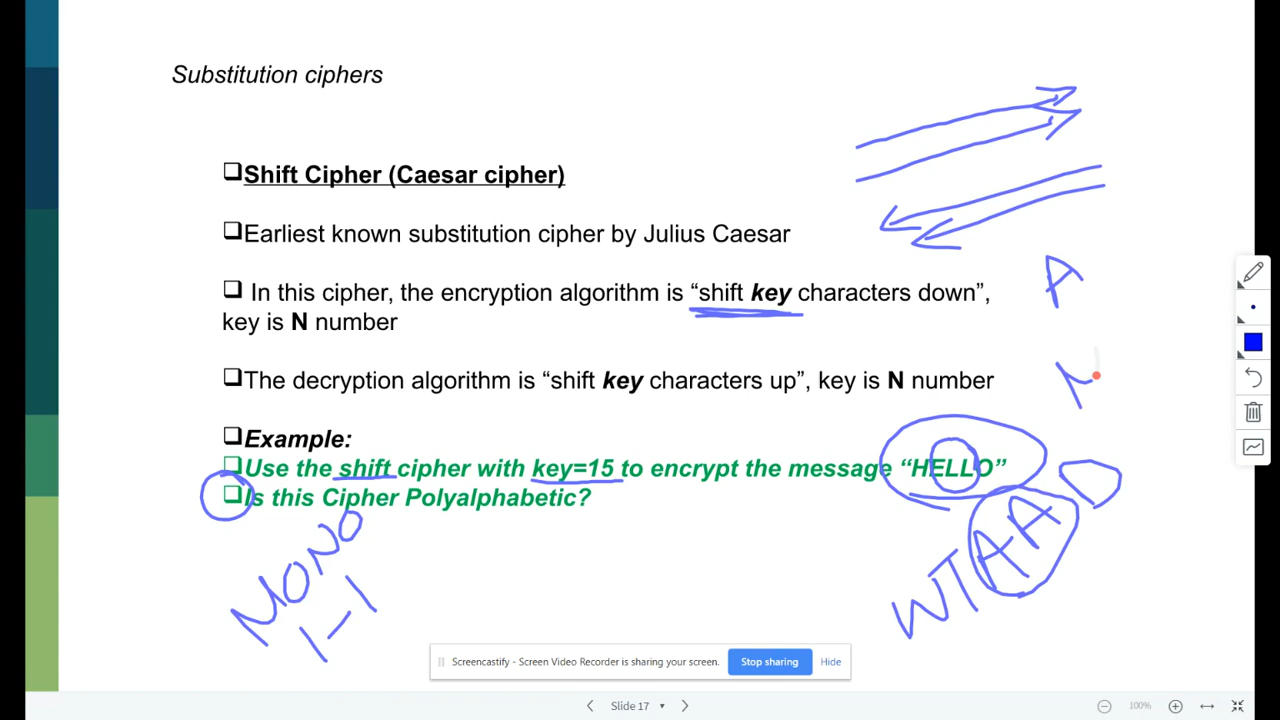 Substitution ciphers
Shift Cipher (Caesar cipher)
Earliest known substitution cipher by Julius Caesar
In this cipher, the encryption algorithm is “shift key characters down”,
key is N number
The decryption algorithm is “shift key characters up”, key is N number
Example:
Use the shift cipher with key=15 to encrypt the message “HELLO”
Is this Cipher Polyalphabetic?
A
MONO
1-1
WTAAD
Screencastify - Screen Video Recorder is sharing your screen.
Stop sharing
Hide
Slide 17
100%